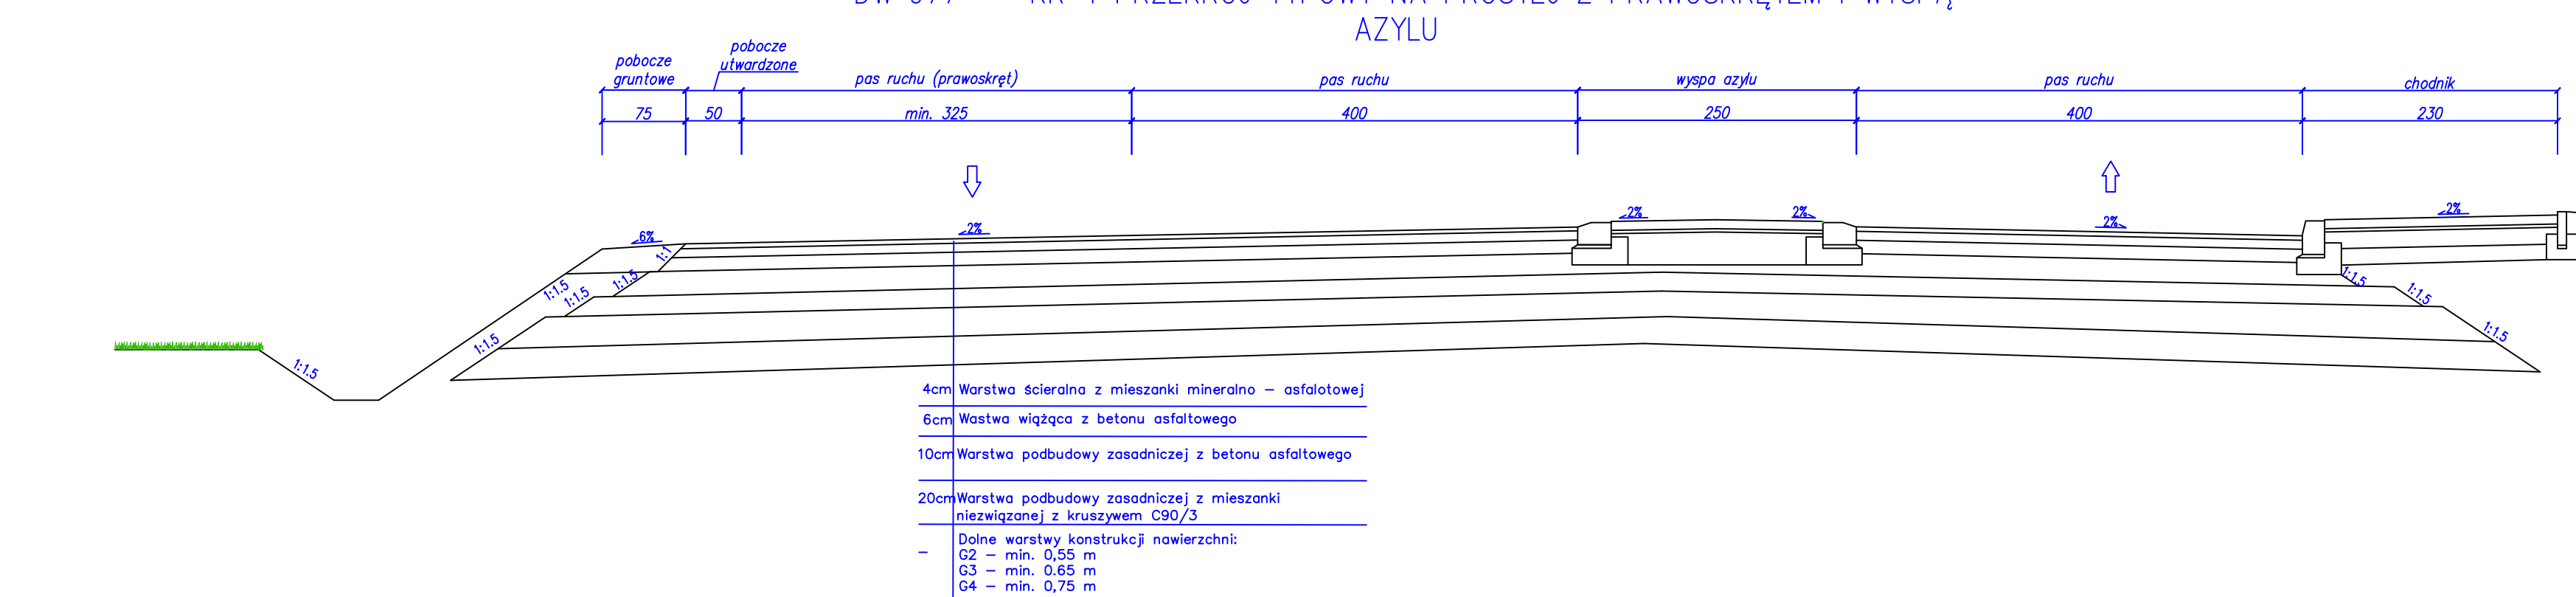 AZYLU
pobocze
gruntowe
pobocze
utwardzone
pas ruchu (prawoskręt)
pas ruchu
wyspa azylu
pas ruchu
chodnik
75
50
min. 325
400
250
400
230
6%
2%
2%
2%
2%
2%
1:1
1:1.5
1:1.5
1:1.5
1:1.5
1:1.5
1:1.5
1:1.5
1:1.5
4cm Warstwa ścieralna z mieszanki mineralno – asfalotowej
6cm Wastwa wiążąca z betonu asfaltowego
10cm Warstwa podbudowy zasadniczej z betonu asfaltowego
20cm Warstwa podbudowy zasadniczej z mieszanki
niezwiązanej z kruszywem C90/3
– Dolne warstwy konstrukcji nawierzchni:
G2 – min. 0,55 m
G3 – min. 0.65 m
G4 – min. 0,75 m